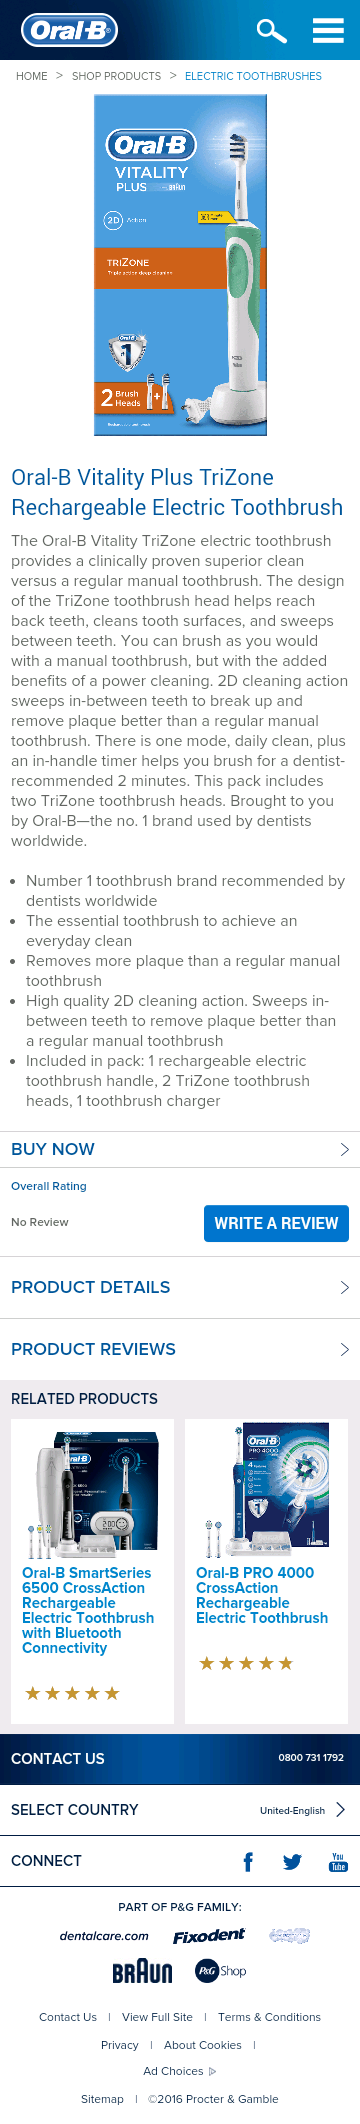 Oral-B
HOME > SHOP PRODUCTS > ELECTRIC TOOTHBRUSHES
Oral-B
VITALITY
PLUS BRAUN
2D Action
TRIZONE
Triple action deep cleaning
Oral-B
1
2 Brush Heads
Oral-B Vitality Plus TriZone
Rechargeable Electric Toothbrush
The Oral-B Vitality TriZone electric toothbrush
provides a clinically proven superior clean
versus a regular manual toothbrush. The design
of the TriZone toothbrush head helps reach
back teeth, cleans tooth surfaces, and sweeps
between teeth. You can brush as you would
with a manual toothbrush, but with the added
benefits of a power cleaning. 2D cleaning action
sweeps in-between teeth to break up and
remove plaque better than a regular manual
toothbrush. There is one mode, daily clean, plus
an in-handle timer helps you brush for a dentist-
recommended 2 minutes. This pack includes
two TriZone toothbrush heads. Brought to you
by Oral-B—the no. 1 brand used by dentists
worldwide.
• Number 1 toothbrush brand recommended by
dentists worldwide
• The essential toothbrush to achieve an
everyday clean
• Removes more plaque than a regular manual
toothbrush
• High quality 2D cleaning action. Sweeps in-
between teeth to remove plaque better than
a regular manual toothbrush
• Included in pack: 1 rechargeable electric
toothbrush handle, 2 TriZone toothbrush
heads, 1 toothbrush charger
BUY NOW
Overall Rating
No Review
WRITE A REVIEW
PRODUCT DETAILS
PRODUCT REVIEWS
RELATED PRODUCTS
Oral-B
Oral-B
PRO 4000
Oral-B SmartSeries
6500 CrossAction
Rechargeable
Electric Toothbrush
with Bluetooth
Connectivity
Oral-B PRO 4000
CrossAction
Rechargeable
Electric Toothbrush
CONTACT US 0800 731 1792
SELECT COUNTRY United-English
CONNECT
You Tube
PART OF P&G FAMILY:
dentalcare.com Fixodent
BRAUN P&G Shop
Contact Us | View Full Site | Terms & Conditions
Privacy | About Cookies |
Ad Choices
Sitemap | ©2016 Procter & Gamble